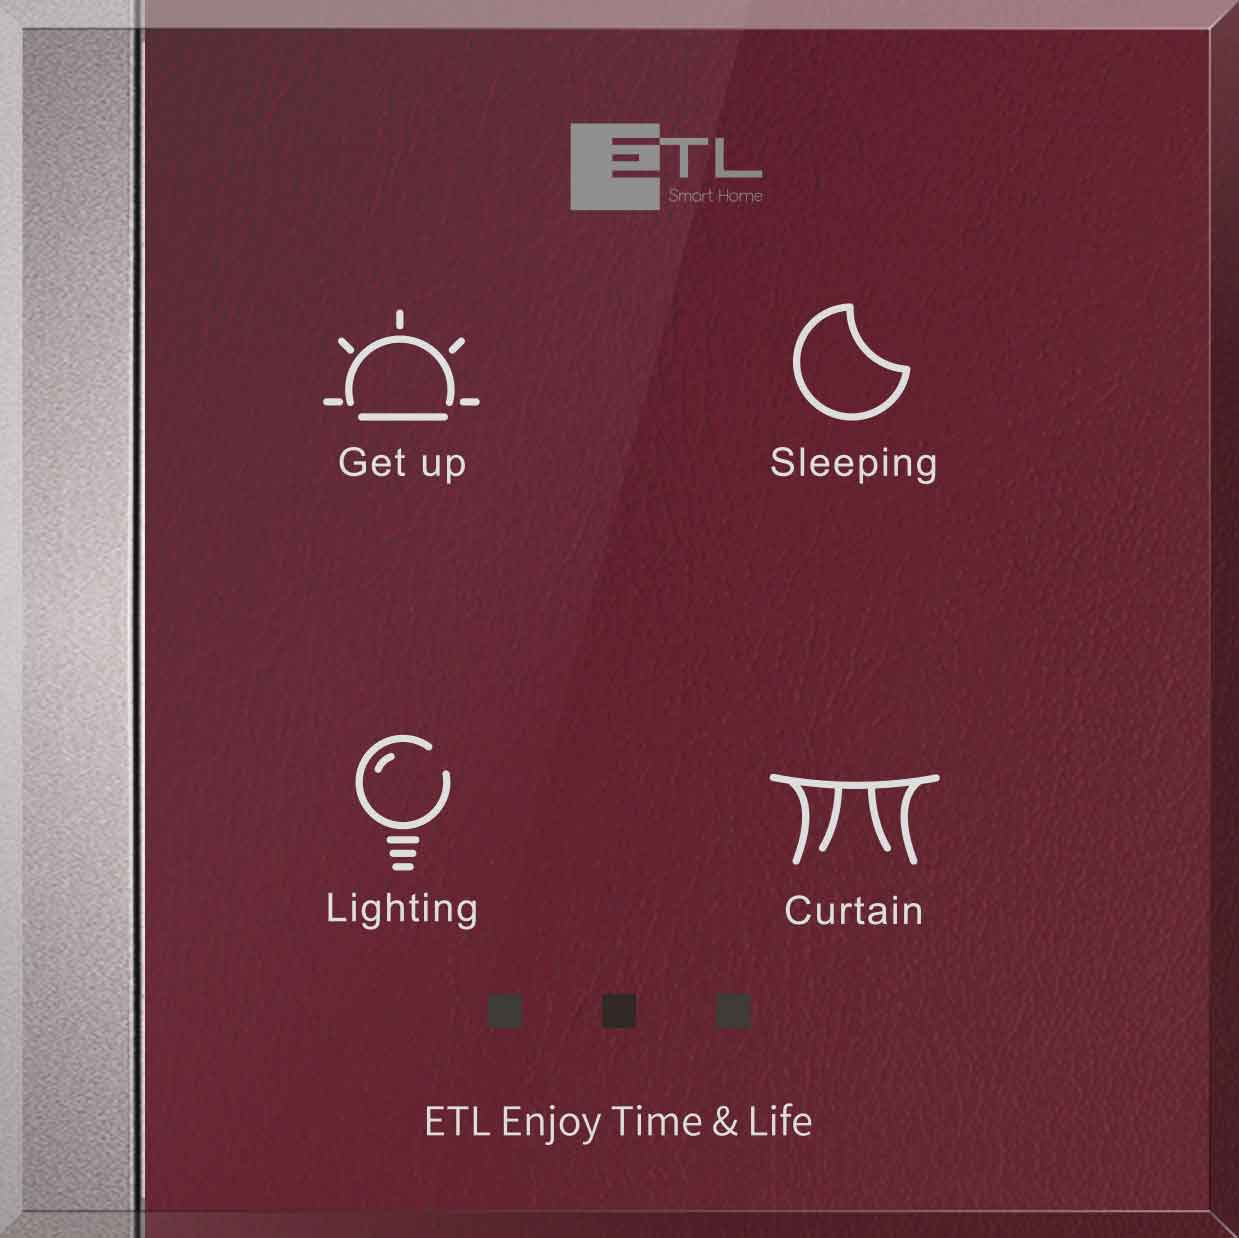 ETL
Smart Home
Get up
Sleeping
Lighting
Curtain
ETL Enjoy Time & Life